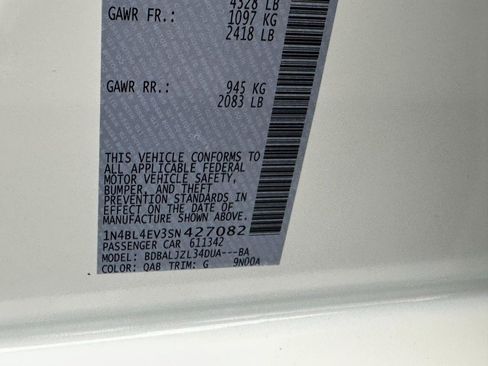 4328 LB
GAWR FR.: 1097 KG
2418 LB
GAWR RR.: 945 KG
2083 LB
THIS VEHICLE CONFORMS TO
ALL APPLICABLE FEDERAL
MOTOR VEHICLE SAFETY,
BUMPER, AND THEFT
PREVENTION STANDARDS IN
EFFECT ON THE DATE OF
MANUFACTURE SHOWN ABOVE.
1N4BL4EV3SN427082
PASSENGER CAR 611342
MODEL: BDBALJZL34DUA---BA
COLOR: QAB TRIM: G 9N00A